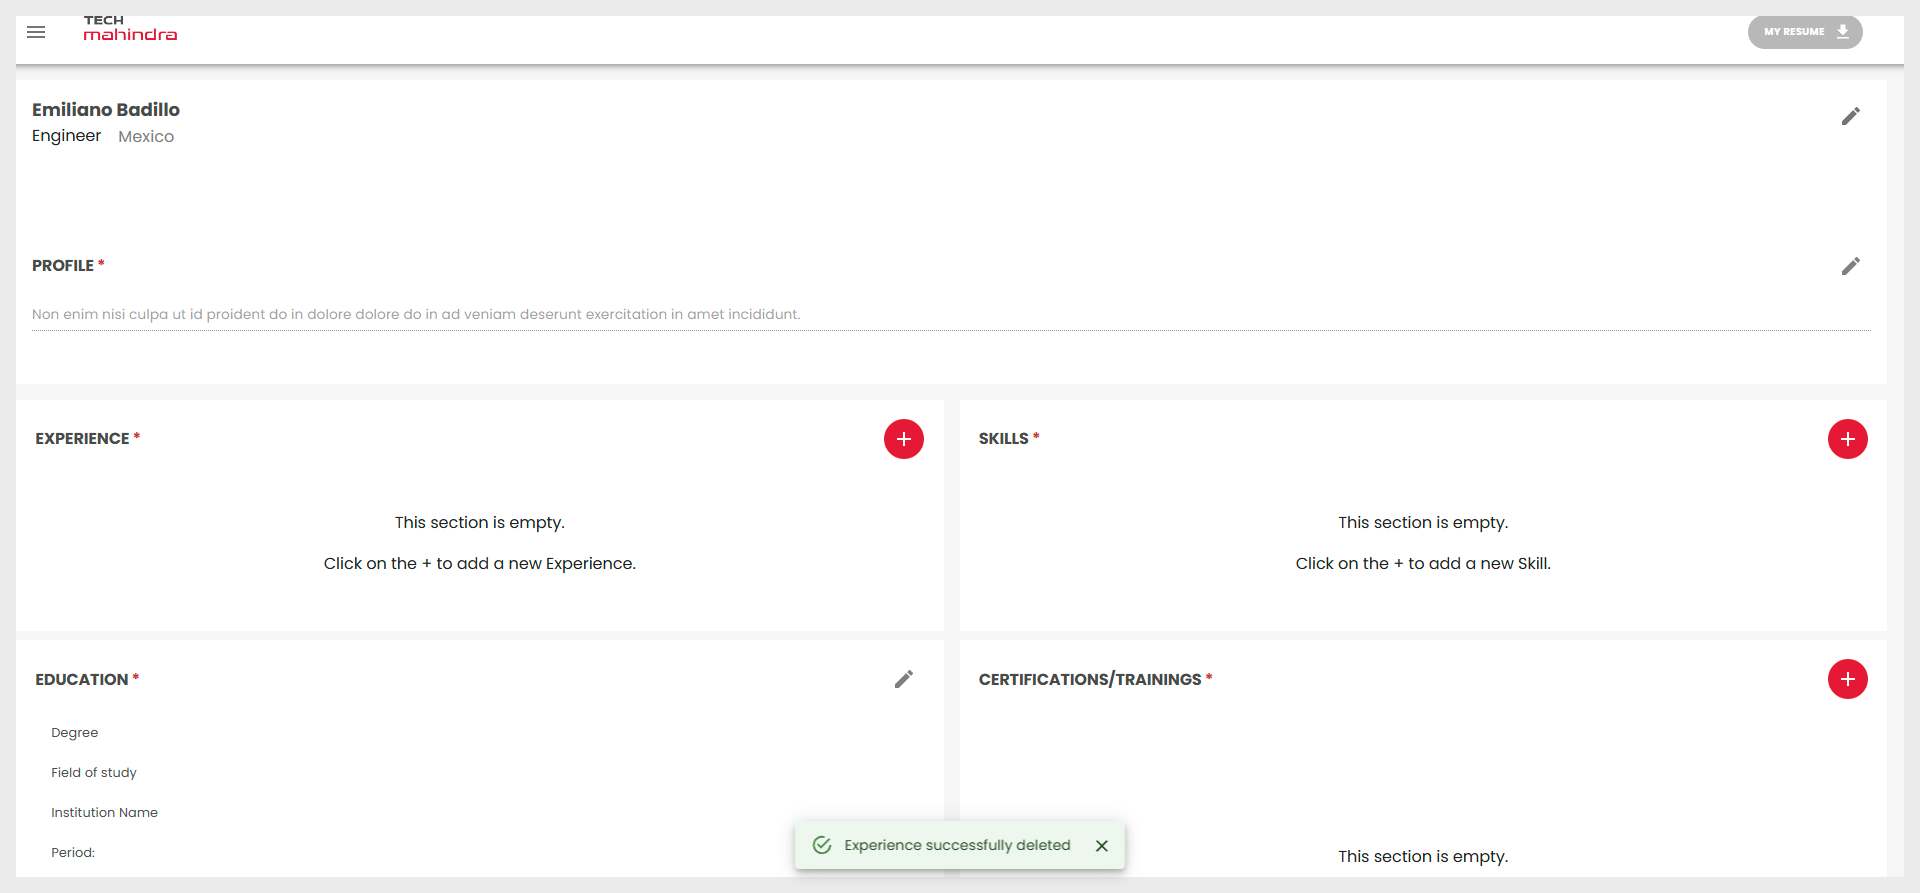 TECH
mahindra
MY RESUME
Emiliano Badillo
Engineer Mexico
PROFILE *
Non enim nisi culpa ut id proident do in dolore dolore do in ad veniam deserunt exercitation in amet incididunt.
EXPERIENCE *
This section is empty.
Click on the + to add a new Experience.
SKILLS *
This section is empty.
Click on the + to add a new Skill.
EDUCATION *
Degree
Field of study
Institution Name
Period:
CERTIFICATIONS/TRAININGS *
This section is empty.
Experience successfully deleted